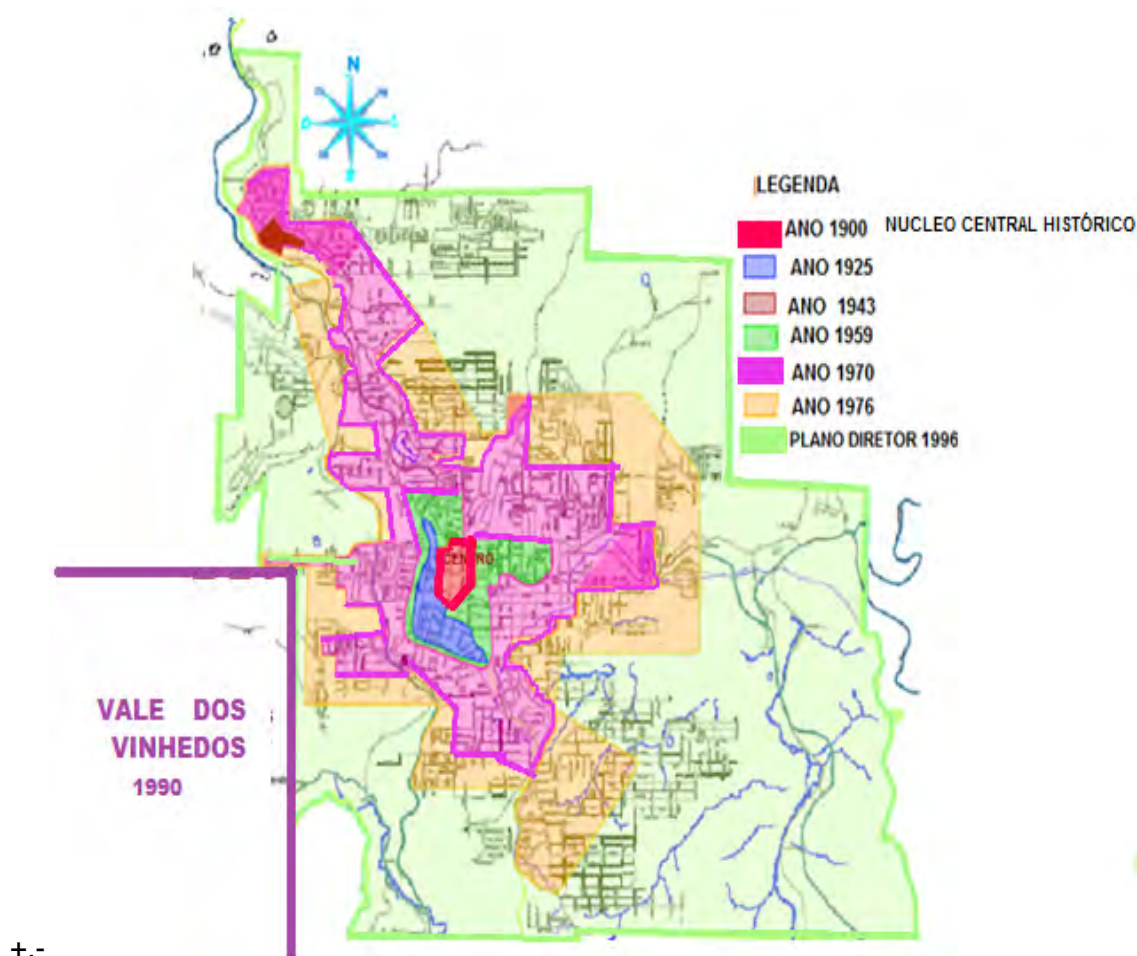 N
LEGENDA
ANO 1900 NUCLEO CENTRAL HISTÓRICO
ANO 1925
ANO 1943
ANO 1959
ANO 1970
ANO 1976
PLANO DIRETOR 1996
CENTRO
VALE DOS
VINHEDOS
1990
+.-